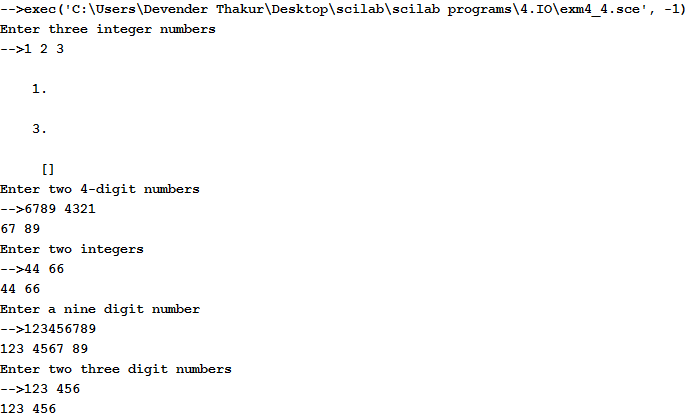 -->exec('C:\Users\Devender Thakur\Desktop\scilab\scilab programs\4.IO\exm4_4.sce', -1)
Enter three integer numbers
-->1 2 3
1.
3.
[]
Enter two 4-digit numbers
-->6789 4321
67 89
Enter two integers
-->44 66
44 66
Enter a nine digit number
-->123456789
123 4567 89
Enter two three digit numbers
-->123 456
123 456